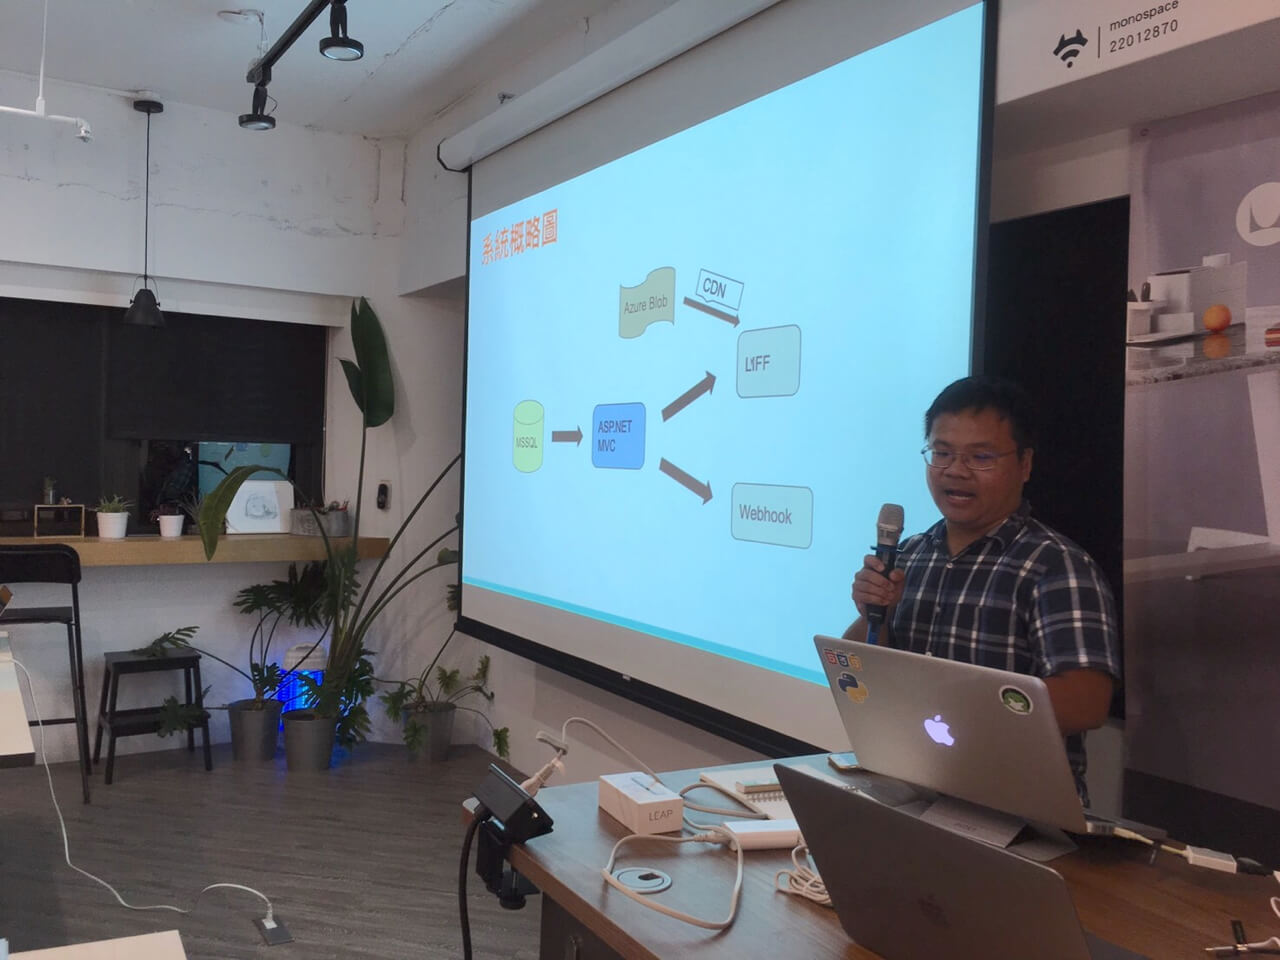 monospace
22012870
系統概略圖
Azure Blob
CDN
LIFF
MSSQL
ASP.NET
MVC
Webhook
LEAP